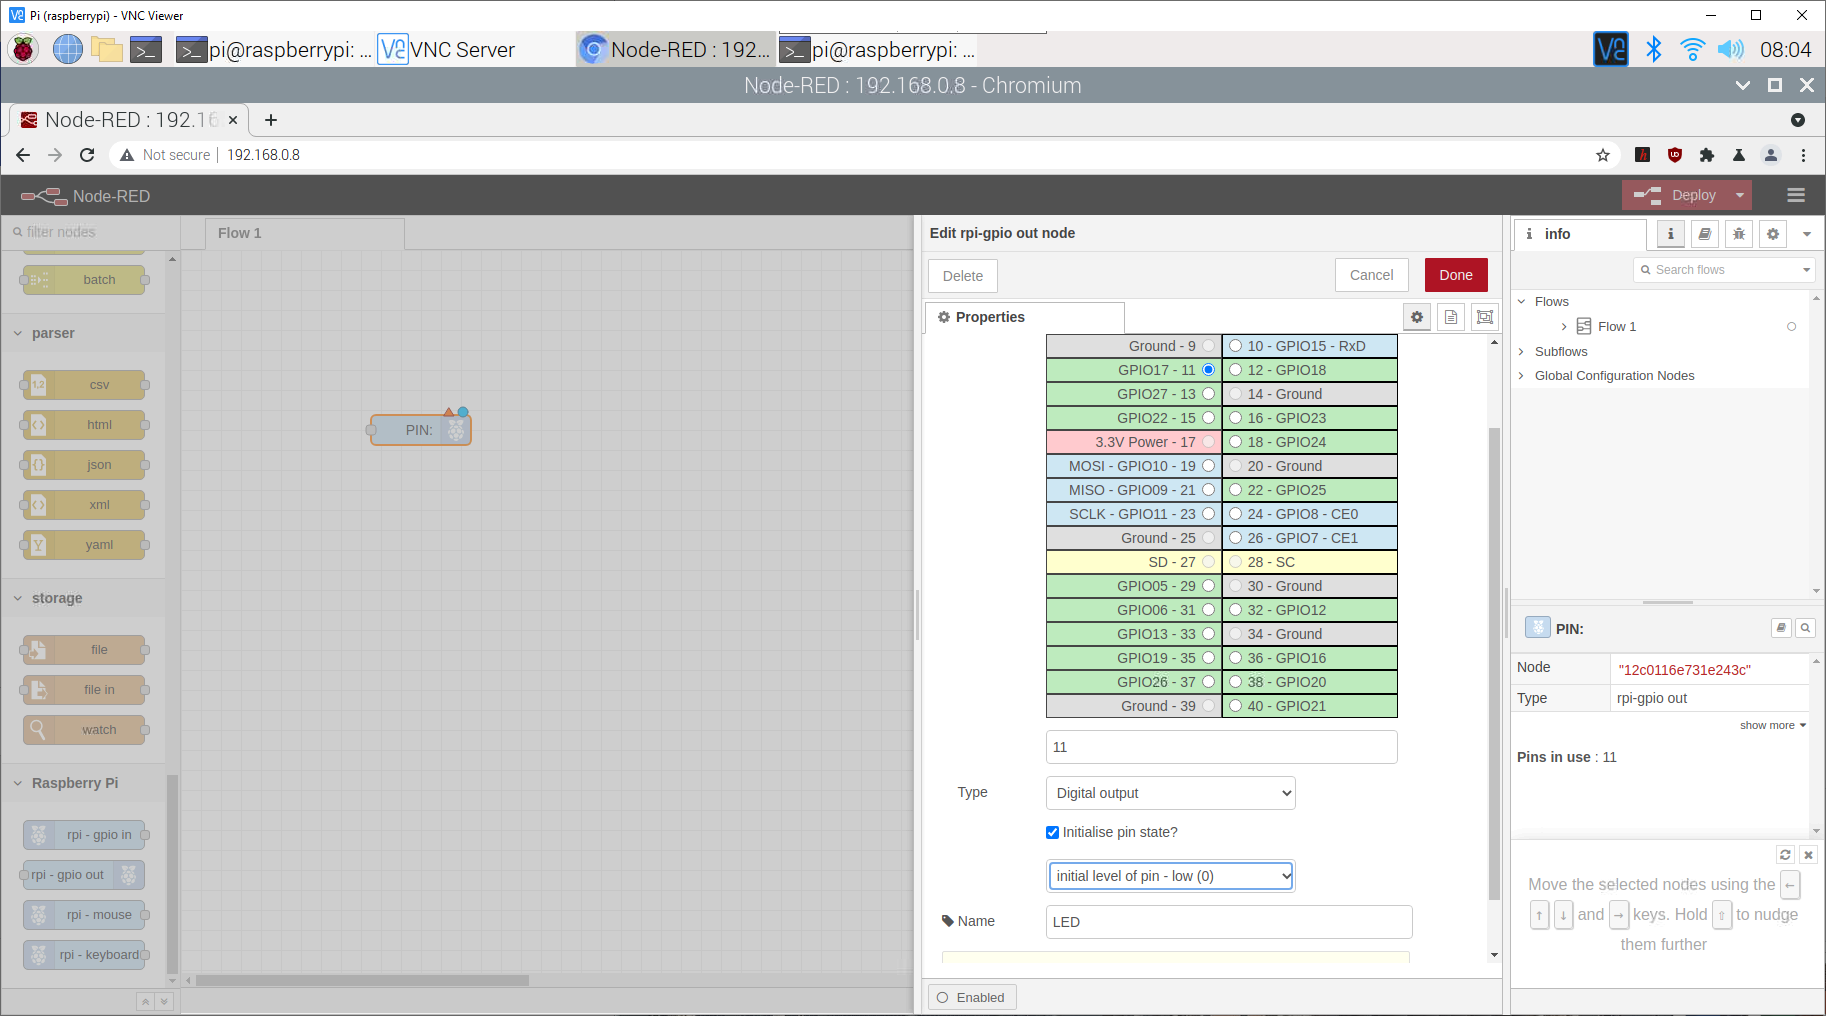 Pi (raspberrypi) - VNC Viewer
pi@raspberrypi: ...
VNC Server
Node-RED : 192...
pi@raspberrypi: ...
08:04
Node-RED : 192.168.0.8 - Chromium
Node-RED : 192.16
Not secure
192.168.0.8
Node-RED
Deploy
filter nodes
batch
parser
csv
html
json
xml
yaml
storage
file
file in
watch
Raspberry Pi
rpi - gpio in
rpi - gpio out
rpi - mouse
rpi - keyboard
Flow 1
PIN:
Edit rpi-gpio out node
Delete
Cancel
Done
Properties
Ground - 9 10 - GPIO15 - RxD
GPIO17 - 11 12 - GPIO18
GPIO27 - 13 14 - Ground
GPIO22 - 15 16 - GPIO23
3.3V Power - 17 18 - GPIO24
MOSI - GPIO10 - 19 20 - Ground
MISO - GPIO09 - 21 22 - GPIO25
SCLK - GPIO11 - 23 24 - GPIO8 - CE0
Ground - 25 26 - GPIO7 - CE1
SD - 27 28 - SC
GPIO05 - 29 30 - Ground
GPIO06 - 31 32 - GPIO12
GPIO13 - 33 34 - Ground
GPIO19 - 35 36 - GPIO16
GPIO26 - 37 38 - GPIO20
Ground - 39 40 - GPIO21
11
Type Digital output
Initialise pin state?
initial level of pin - low (0)
Name LED
Enabled
info
Search flows
Flows
Flow 1
Subflows
Global Configuration Nodes
PIN:
Node "12c0116e731e243c"
Type rpi-gpio out
show more
Pins in use : 11
Move the selected nodes using the ←
↑ ↓ and → keys. Hold ⇧ to nudge
them further